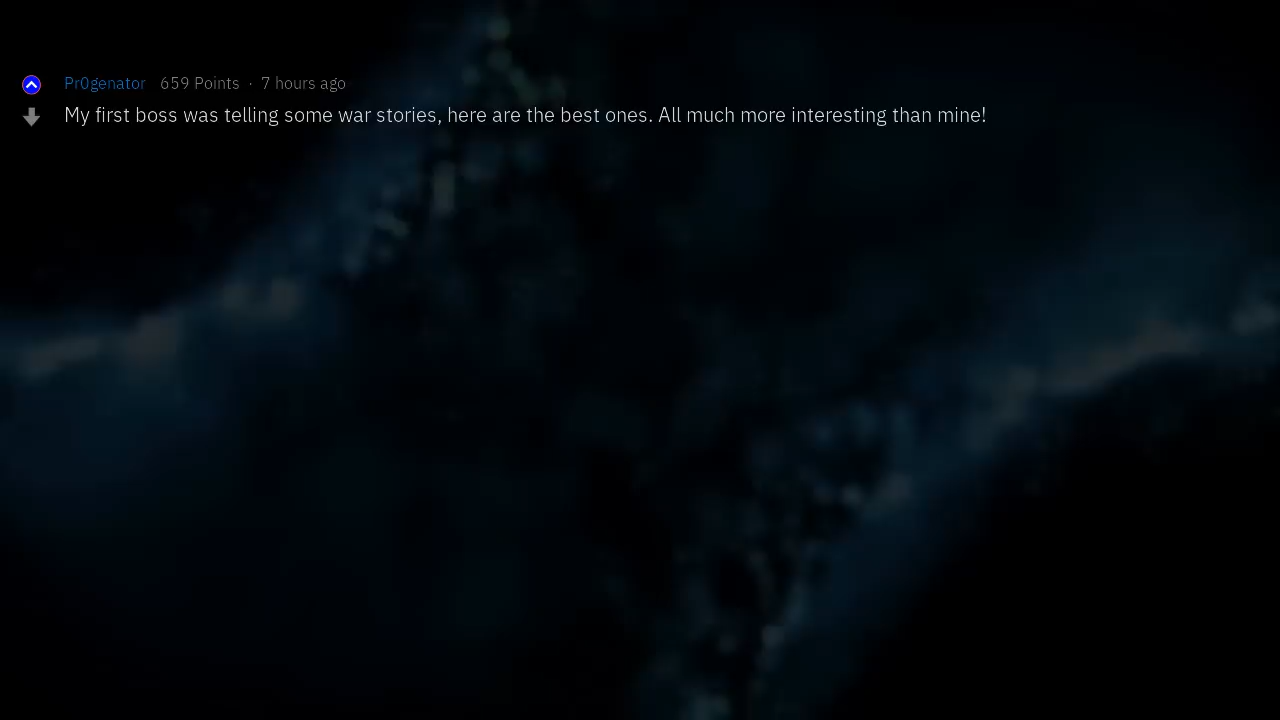 Pr0genator 659 Points · 7 hours ago
My first boss was telling some war stories, here are the best ones. All much more interesting than mine!